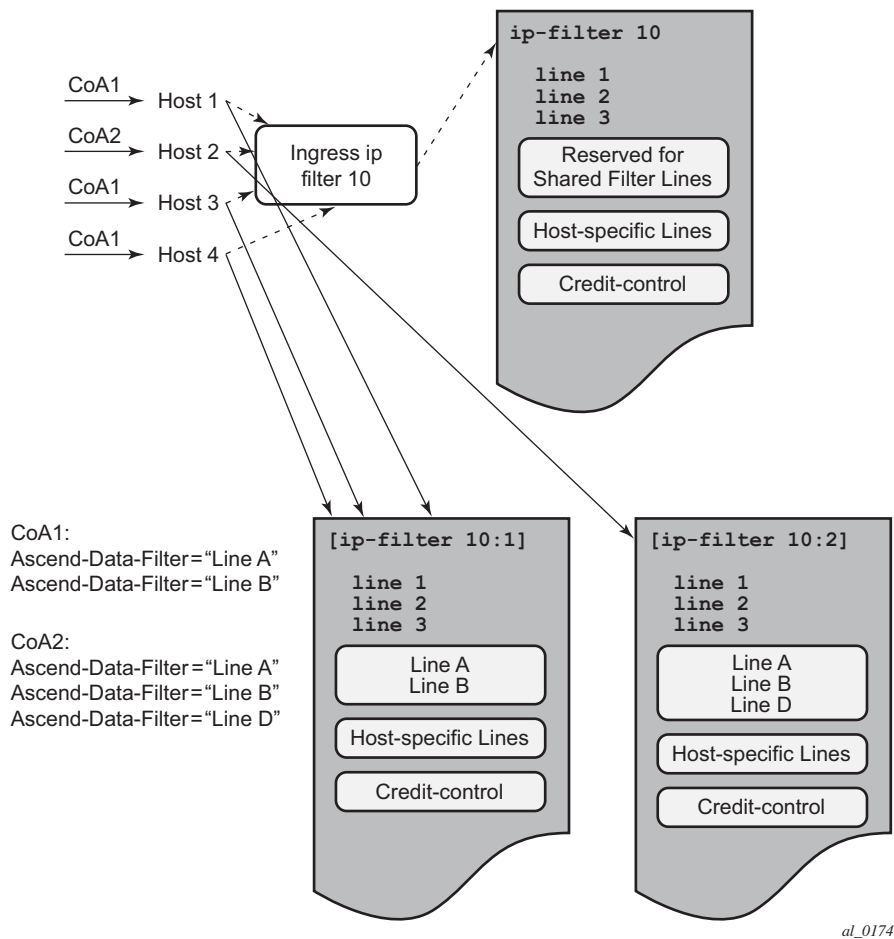 ip-filter 10
line 1
line 2
line 3
Reserved for
Shared Filter Lines
Host-specific Lines
Credit-control
CoA1
Host 1
CoA2
Host 2
CoA1
Host 3
CoA1
Host 4
Ingress ip
filter 10
CoA1:
Ascend-Data-Filter=“Line A”
Ascend-Data-Filter=“Line B”
CoA2:
Ascend-Data-Filter=“Line A”
Ascend-Data-Filter=“Line B”
Ascend-Data-Filter=“Line D”
[ip-filter 10:1]
line 1
line 2
line 3
Line A
Line B
Host-specific Lines
Credit-control
[ip-filter 10:2]
line 1
line 2
line 3
Line A
Line B
Line D
Host-specific Lines
Credit-control
al_0174